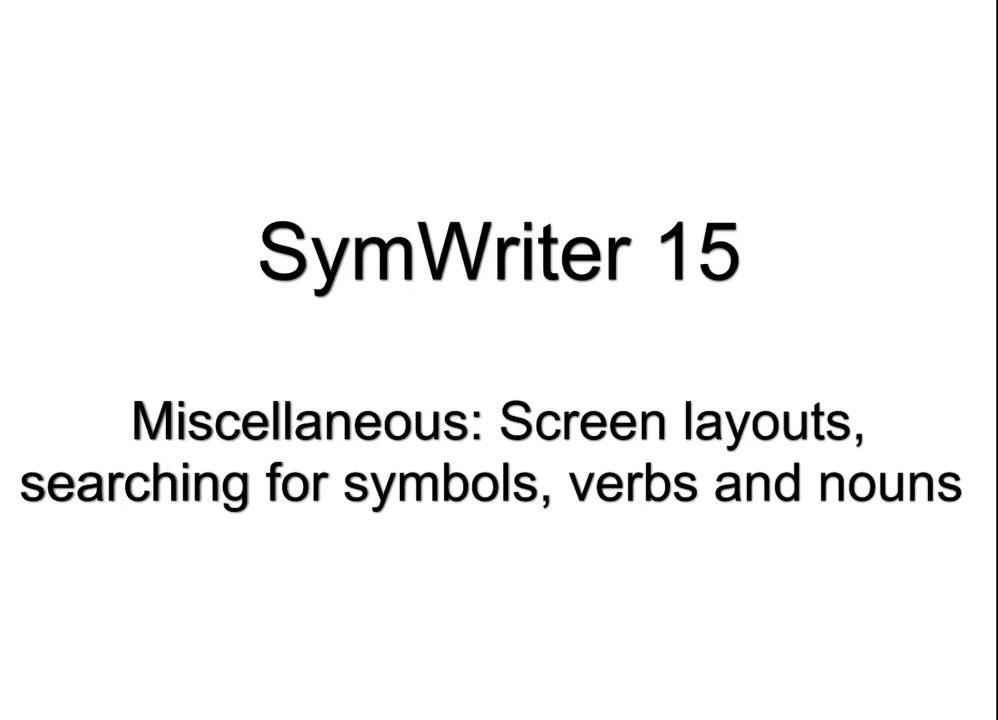 SymWriter 15
Miscellaneous: Screen layouts,
searching for symbols, verbs and nouns